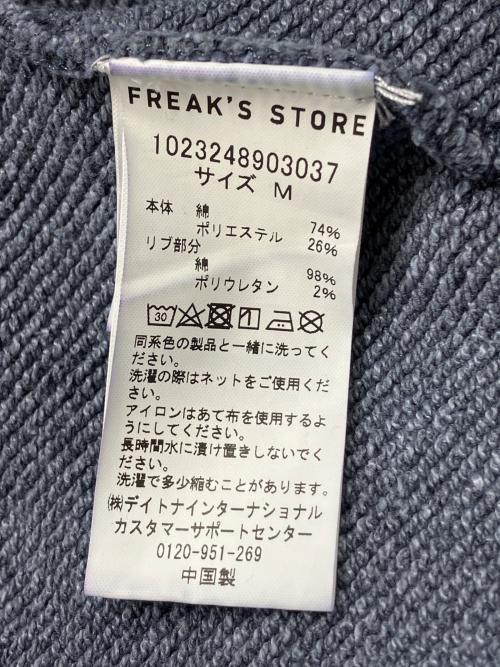 FREAK'S STORE
1023248903037
サイズ M
本体 綿 74%
ポリエステル 26%
リブ部分
綿 98%
ポリウレタン 2%
30
同系色の製品と一緒に洗ってく
ださい。
洗濯の際はネットをご使用くだ
さい。
アイロンはあて布を使用するよ
うにしてください。
長時間水に漬け置きしないでく
ださい。
洗濯で多少縮むことがあります。
㈱デイトナインターナショナル
カスタマーサポートセンター
0120-951-269
中国製